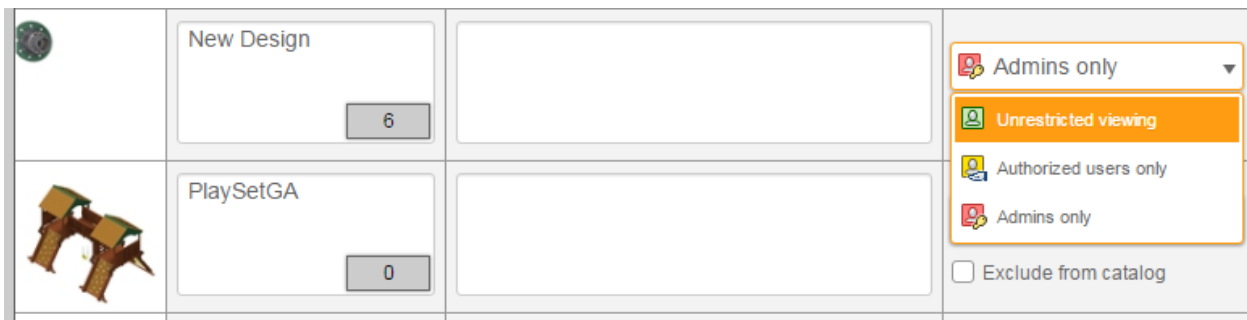 New Design
6
Admins only
Unrestricted viewing
Authorized users only
Admins only
PlaySetGA
0
Exclude from catalog